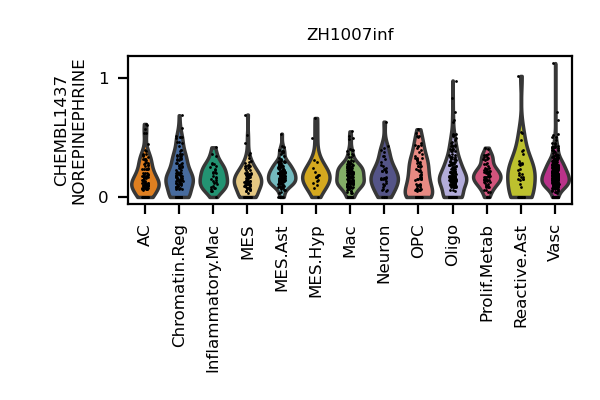 ZH1007inf
CHEMBL1437
NOREPINEPHRINE
1
0
AC
Chromatin.Reg
Inflammatory.Mac
MES
MES.Ast
MES.Hyp
Mac
Neuron
OPC
Oligo
Prolif.Metab
Reactive.Ast
Vasc